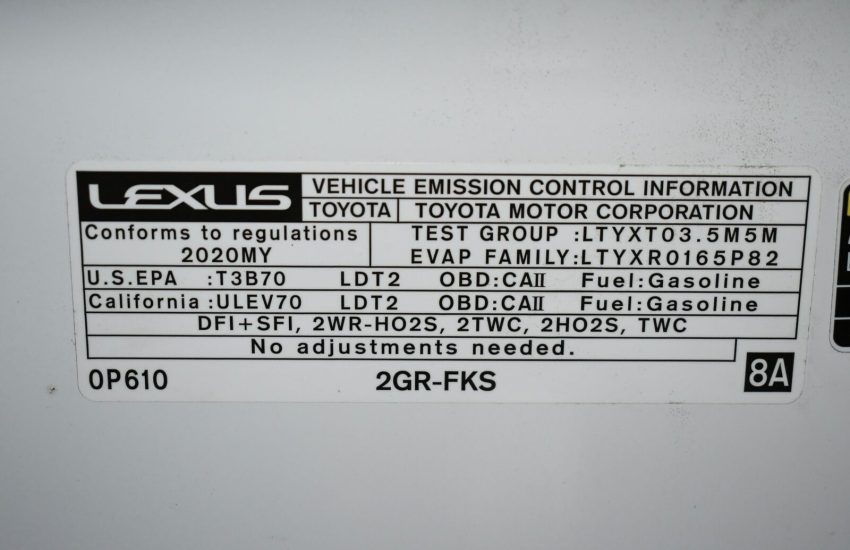 LEXUS VEHICLE EMISSION CONTROL INFORMATION
TOYOTA TOYOTA MOTOR CORPORATION
Conforms to regulations TEST GROUP :LTYXT03.5M5M
2020MY EVAP FAMILY:LTYXR0165P82
U.S.EPA :T3B70 LDT2 OBD:CAII Fuel:Gasoline
California :ULEV70 LDT2 OBD:CAII Fuel:Gasoline
DFI+SFI, 2WR-HO2S, 2TWC, 2HO2S, TWC
No adjustments needed.
0P610 2GR-FKS 8A